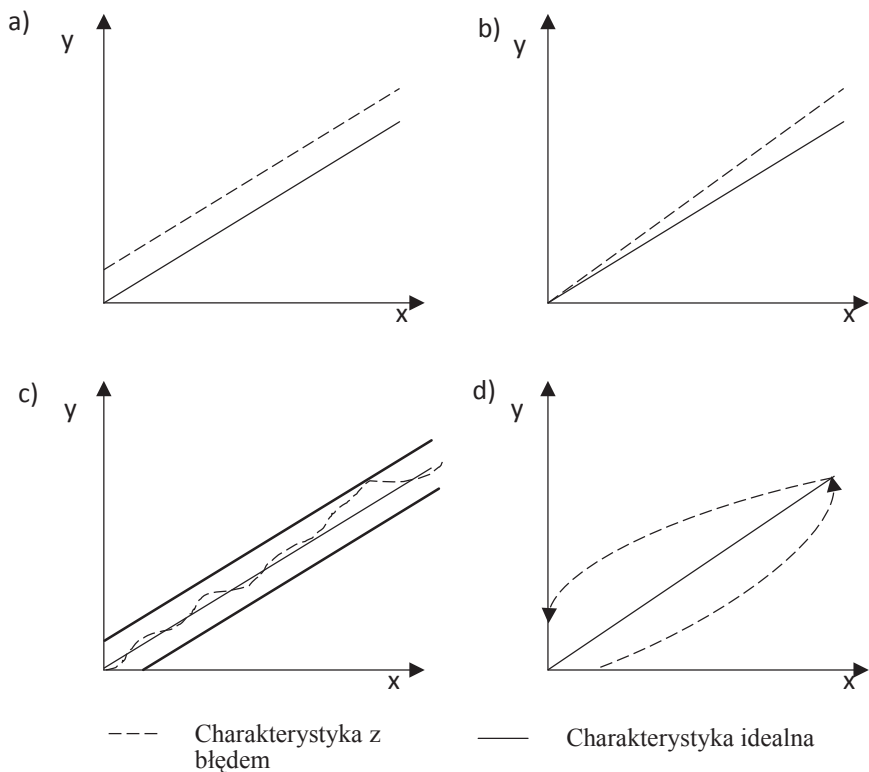 a)
y
x
b)
y
x
c)
y
x
d)
y
x
Charakterystyka z
błędem
Charakterystyka idealna